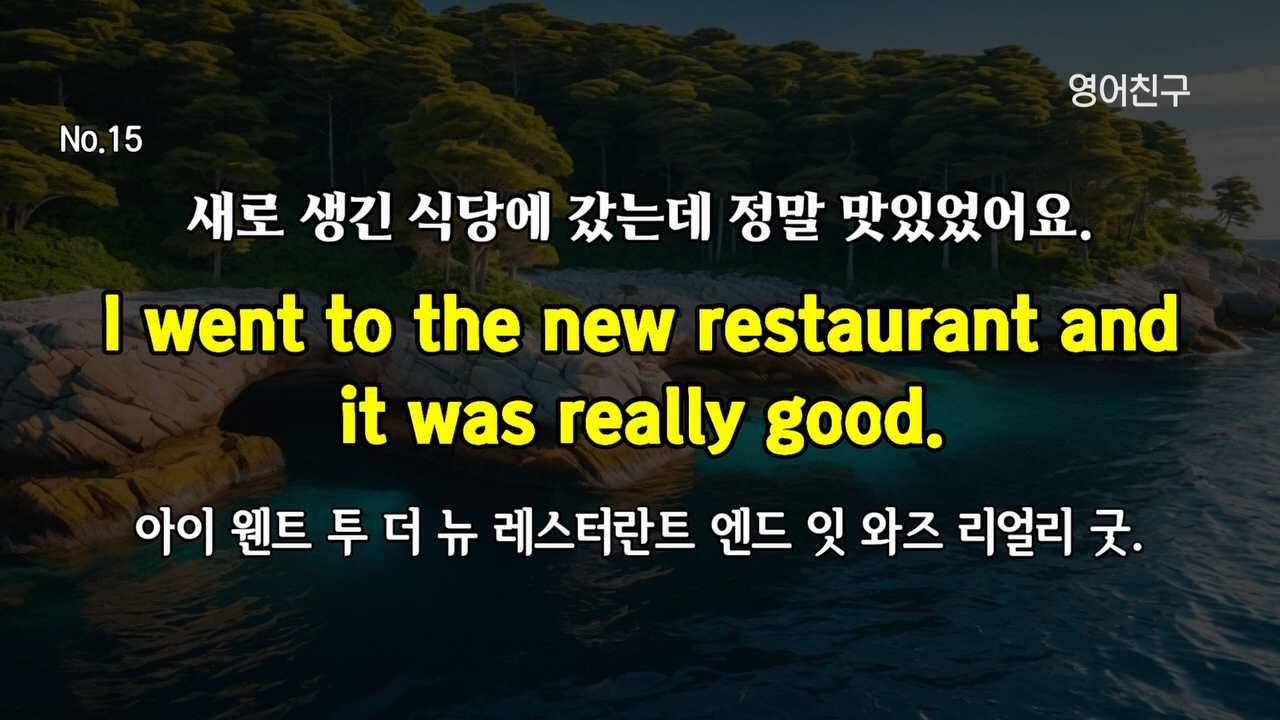 영어친구
No.15
새로 생긴 식당에 갔는데 정말 맛있었어요.
I went to the new restaurant and
it was really good.
아이 웬트 투 더 뉴 레스터란트 엔드 잇 와즈 리얼리 굿.